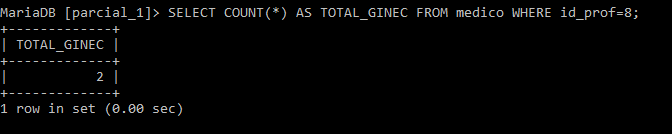 MariaDB [parcial_1]> SELECT COUNT(*) AS TOTAL_GINEC FROM medico WHERE id_prof=8;
+-------------+
| TOTAL_GINEC |
+-------------+
|           2 |
+-------------+
1 row in set (0.00 sec)